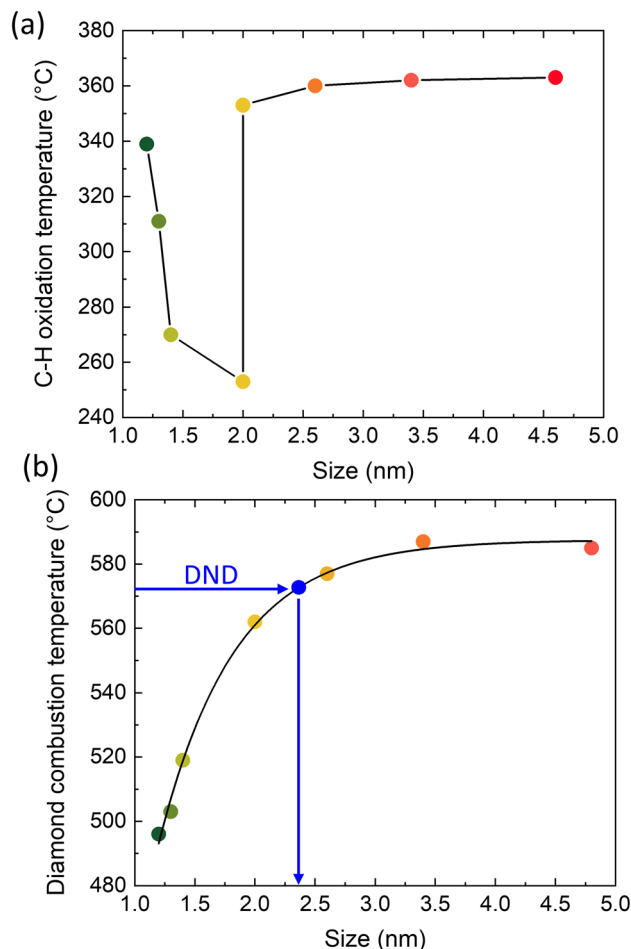 (a)
C-H oxidation temperature (°C)
380
360
340
320
300
280
260
240
1.0 1.5 2.0 2.5 3.0 3.5 4.0 4.5 5.0
Size (nm)
(b)
Diamond combustion temperature (°C)
600
580
560
540
520
500
480
DND
1.0 1.5 2.0 2.5 3.0 3.5 4.0 4.5 5.0
Size (nm)